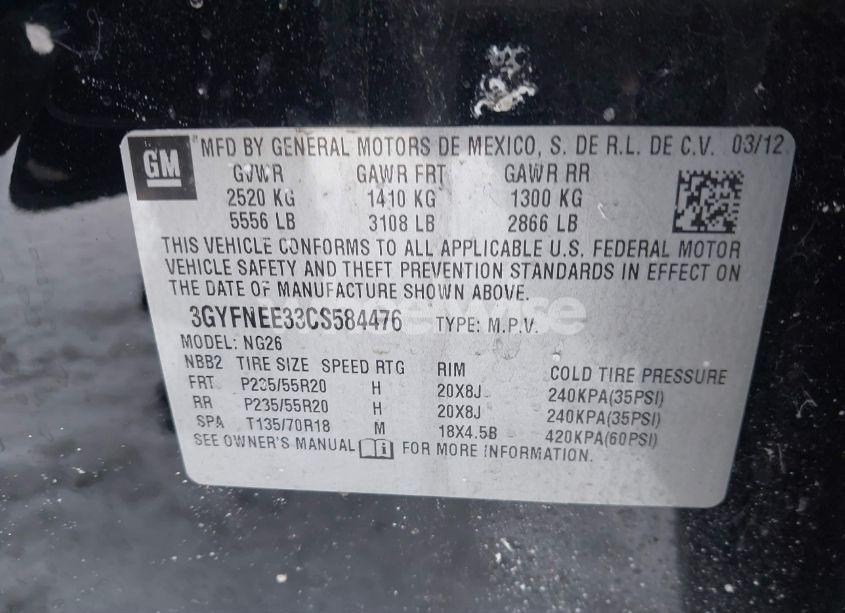 GM MFD BY GENERAL MOTORS DE MEXICO, S. DE R.L. DE C.V. 03/12
GVWR GAWR FRT GAWR RR
2520 KG 1410 KG 1300 KG
5556 LB 3108 LB 2866 LB
THIS VEHICLE CONFORMS TO ALL APPLICABLE U.S. FEDERAL MOTOR
VEHICLE SAFETY AND THEFT PREVENTION STANDARDS IN EFFECT ON
THE DATE OF MANUFACTURE SHOWN ABOVE.
3GYFNEE33CS584476 TYPE: M.P.V.
MODEL: NG26
NBB2 TIRE SIZE SPEED RTG RIM COLD TIRE PRESSURE
FRT P235/55R20 H 20X8J 240KPA(35PSI)
RR P235/55R20 H 20X8J 240KPA(35PSI)
SPA T135/70R18 M 18X4.5B 420KPA(60PSI)
SEE OWNER'S MANUAL FOR MORE INFORMATION.